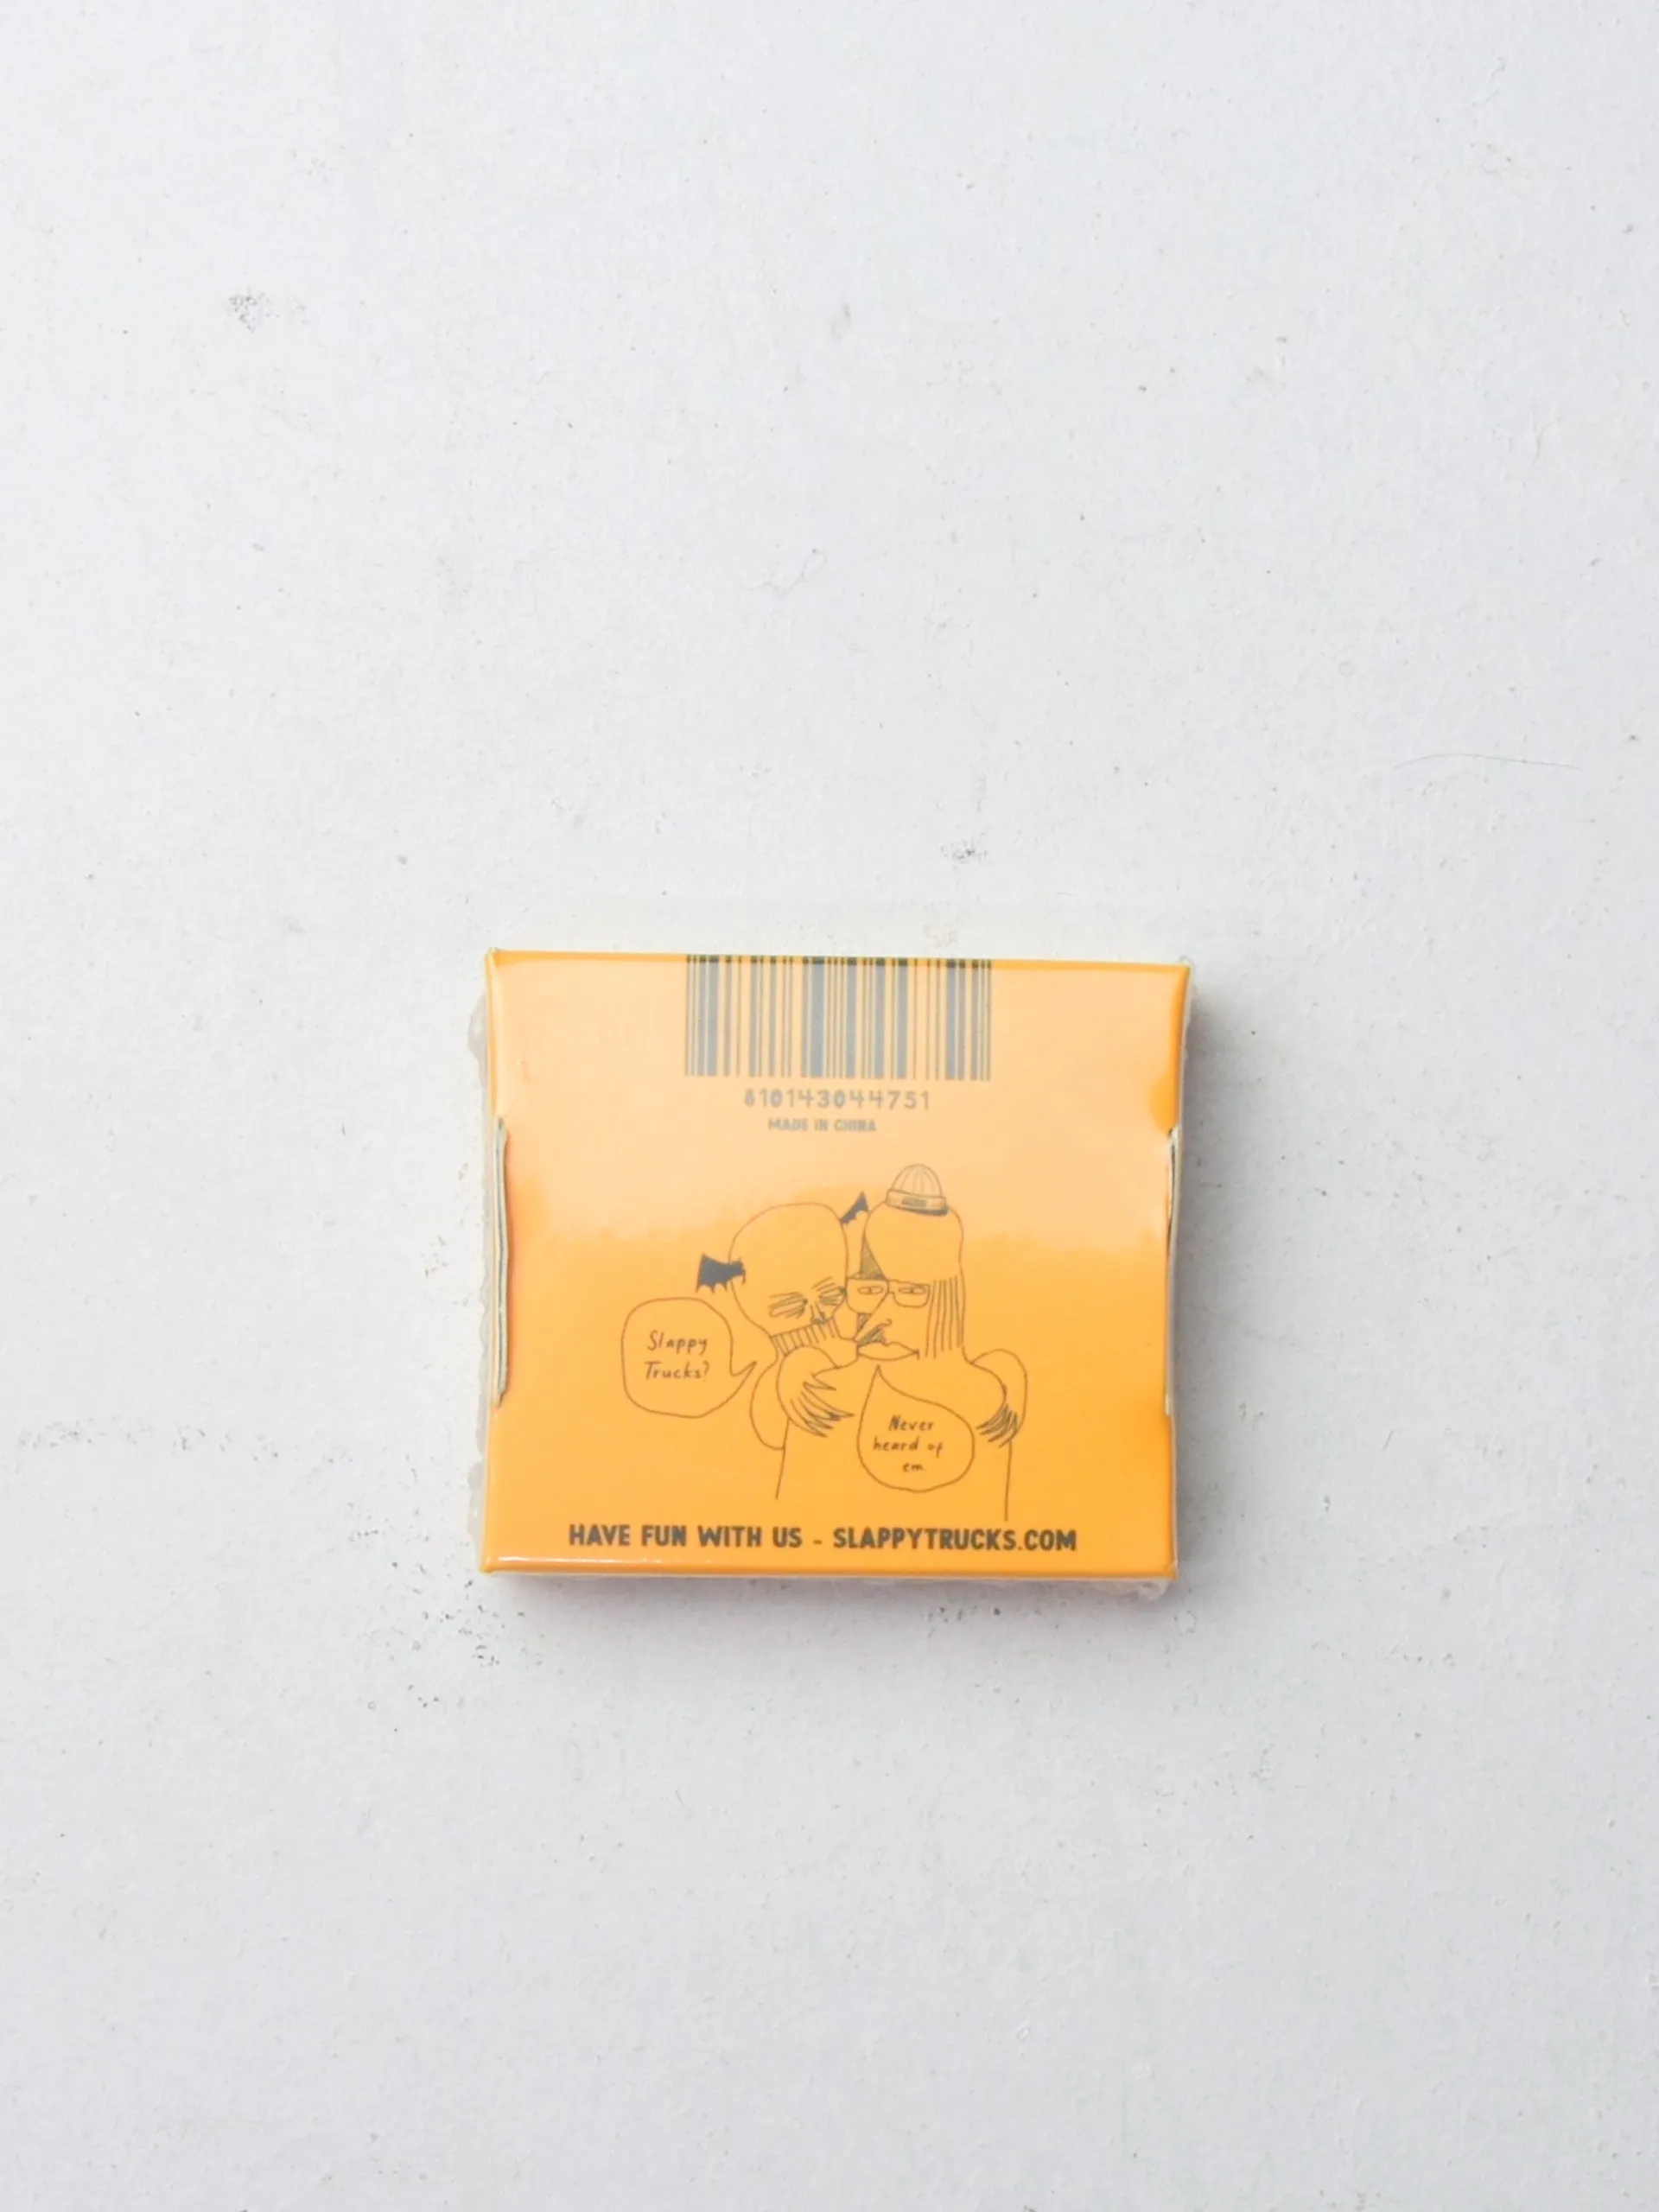 810143044751
MADE IN CHINA
Slappy
Trucks?
Never
heard of
em.
HAVE FUN WITH US - SLAPPYTRUCKS.COM